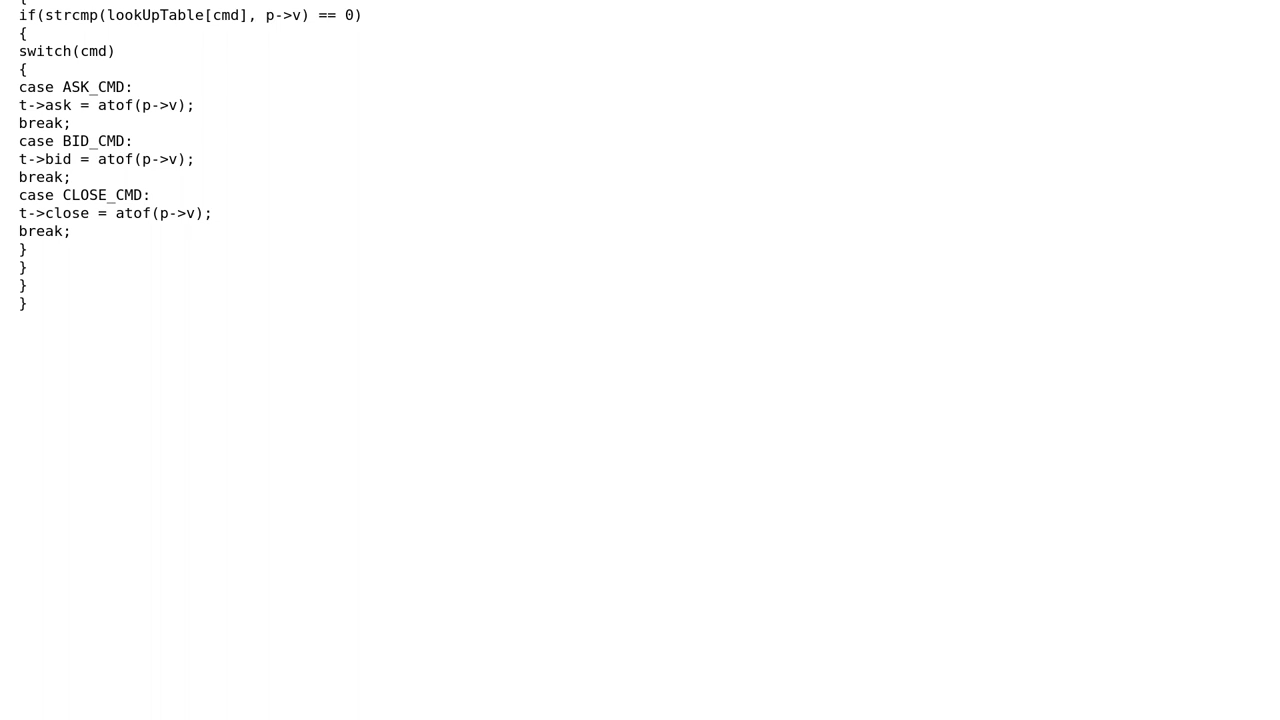 {
if(strcmp(lookUpTable[cmd], p->v) == 0)
{
switch(cmd)
{
case ASK_CMD:
t->ask = atof(p->v);
break;
case BID_CMD:
t->bid = atof(p->v);
break;
case CLOSE_CMD:
t->close = atof(p->v);
break;
}
}
}
}